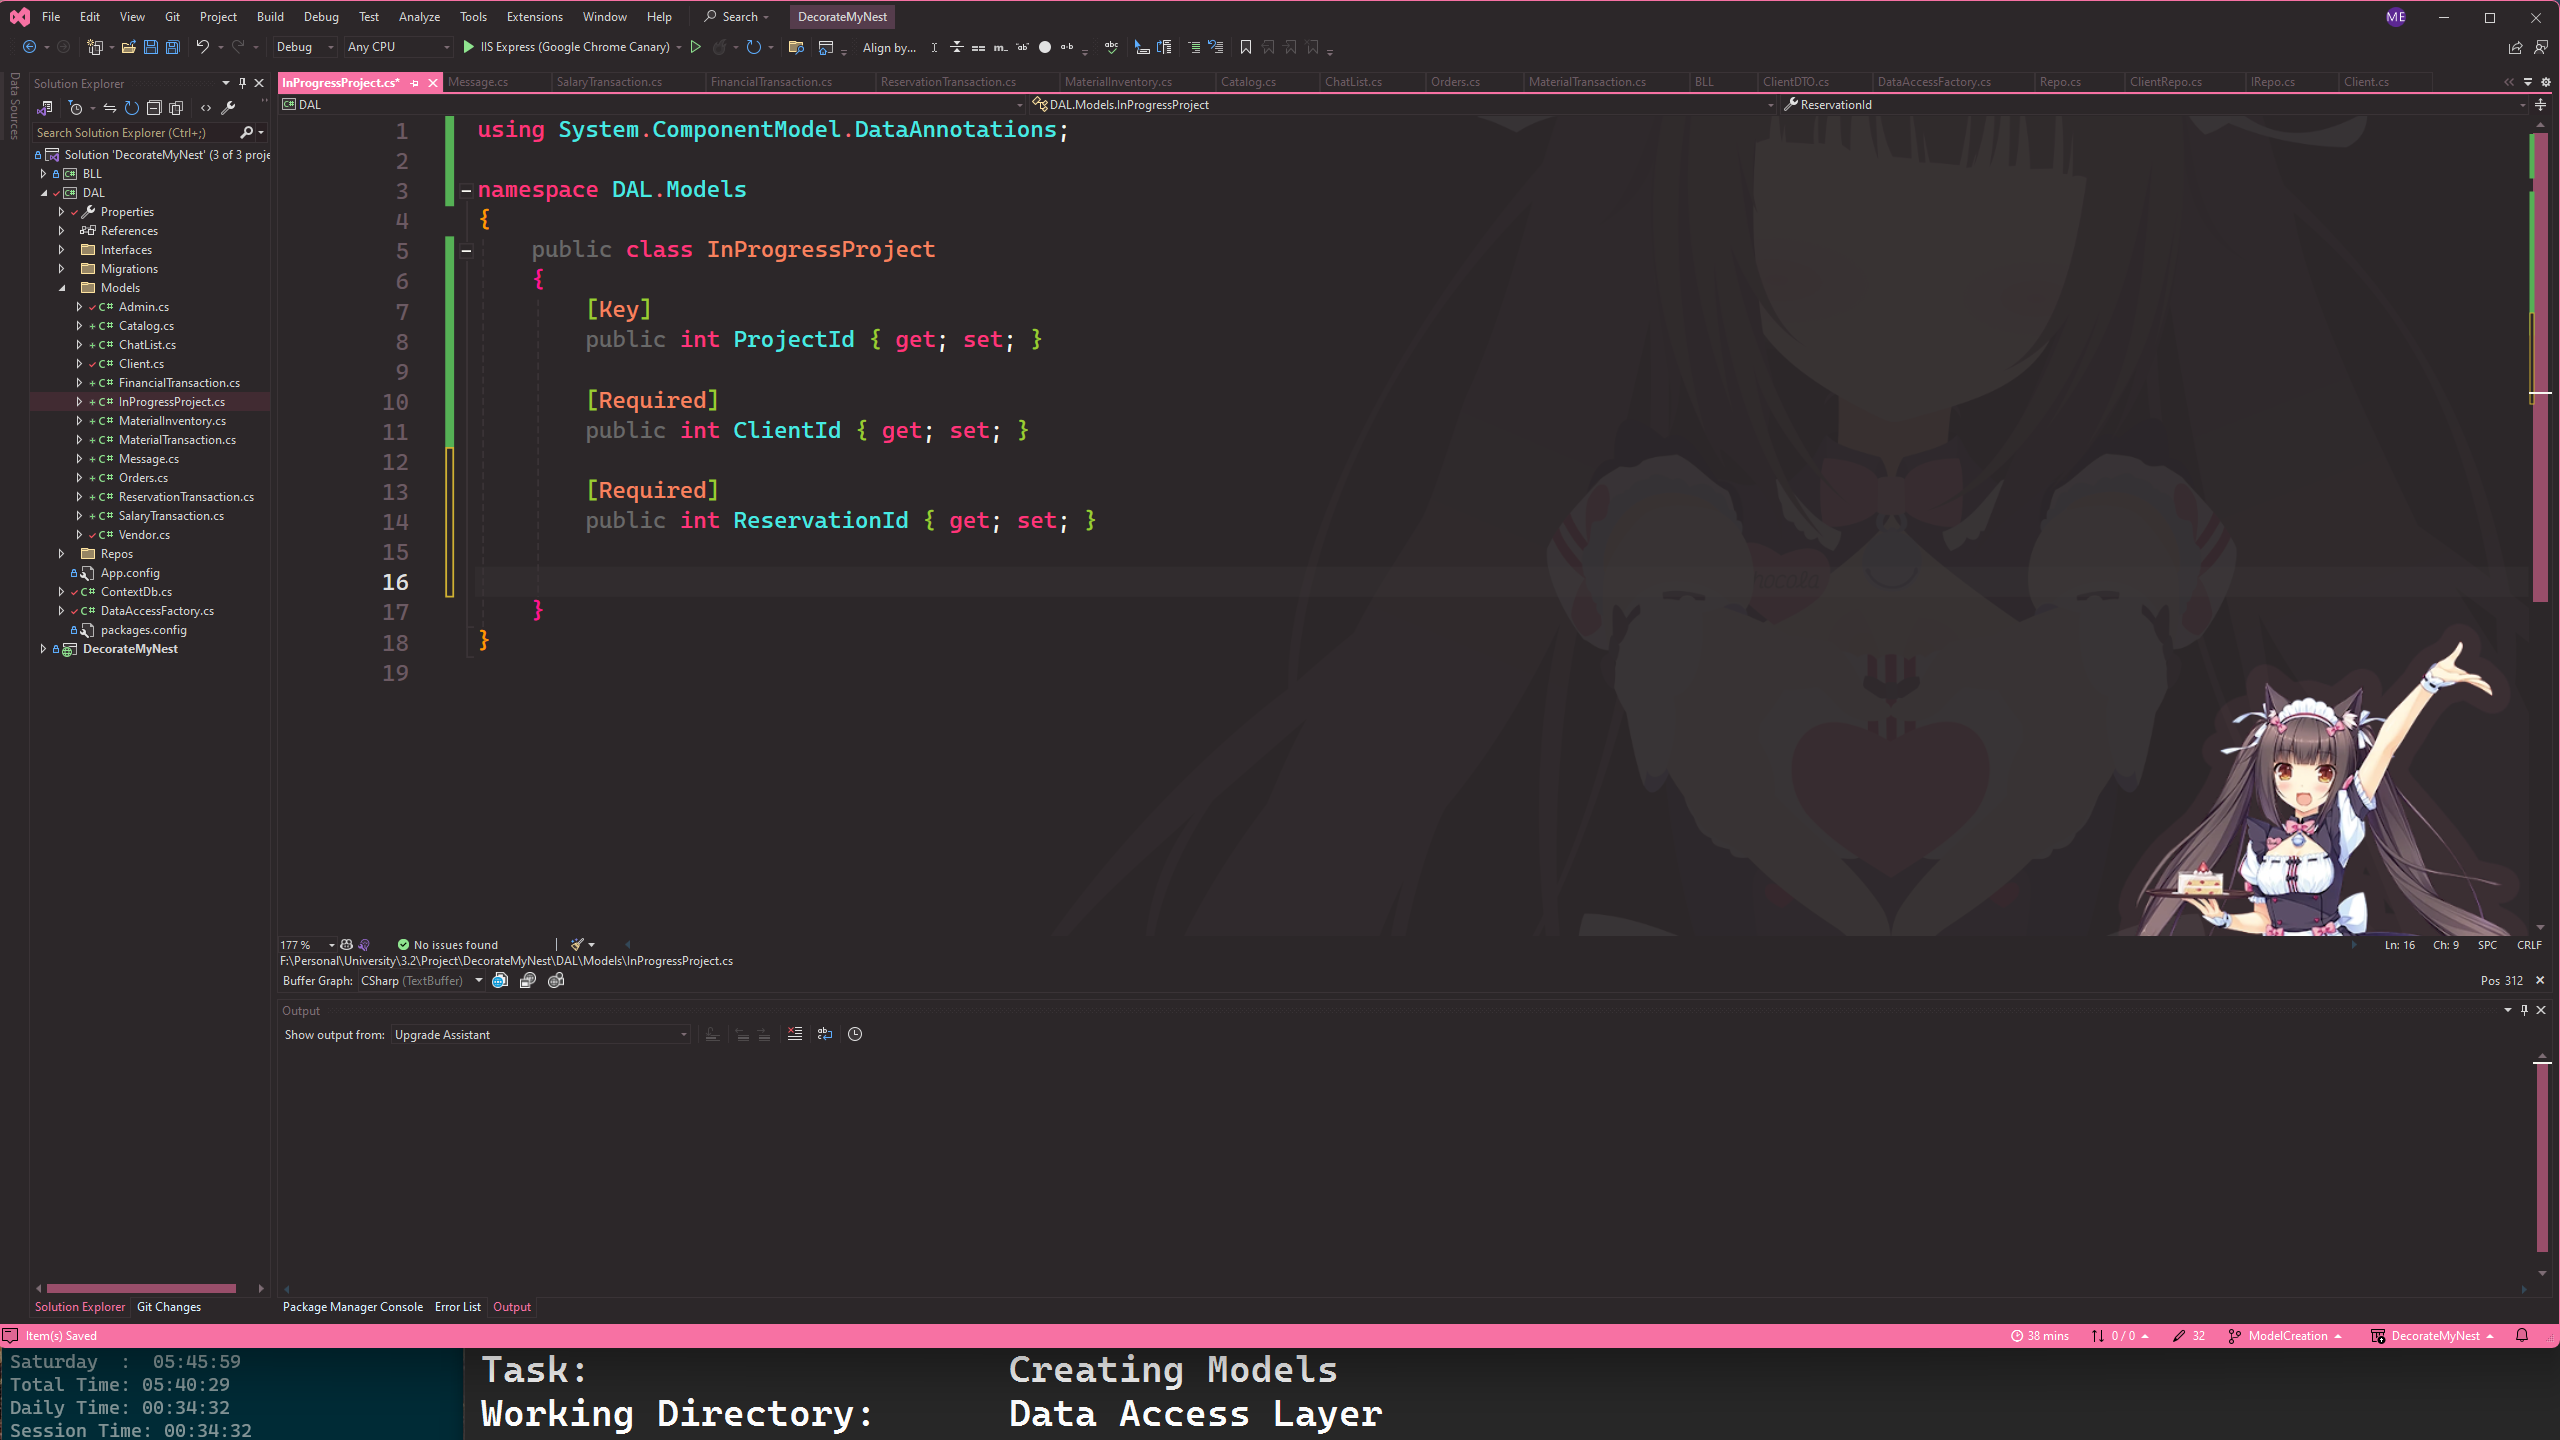 File Edit View Git Project Build Debug Test Analyze Tools Extensions Window Help Search DecorateMyNest ME
Debug Any CPU IIS Express (Google Chrome Canary) Align by...
Data Sources
Solution Explorer
Search Solution Explorer (Ctrl+;)
Solution 'DecorateMyNest' (3 of 3 proje
BLL
DAL
Properties
References
Interfaces
Migrations
Models
C# Admin.cs
C# Catalog.cs
C# ChatList.cs
C# Client.cs
C# FinancialTransaction.cs
C# InProgressProject.cs
C# MaterialInventory.cs
C# MaterialTransaction.cs
C# Message.cs
C# Orders.cs
C# ReservationTransaction.cs
C# SalaryTransaction.cs
C# Vendor.cs
Repos
App.config
C# ContextDb.cs
C# DataAccessFactory.cs
packages.config
DecorateMyNest
Solution Explorer Git Changes
InProgressProject.cs* Message.cs SalaryTransaction.cs FinancialTransaction.cs ReservationTransaction.cs MaterialInventory.cs Catalog.cs ChatList.cs Orders.cs MaterialTransaction.cs BLL ClientDTO.cs DataAccessFactory.cs Repo.cs ClientRepo.cs IRepo.cs Client.cs
DAL DAL.Models.InProgressProject ReservationId
1 using System.ComponentModel.DataAnnotations;
2
3 namespace DAL.Models
4 {
5 public class InProgressProject
6 {
7 [Key]
8 public int ProjectId { get; set; }
9
10 [Required]
11 public int ClientId { get; set; }
12
13 [Required]
14 public int ReservationId { get; set; }
15
16
17 }
18 }
19
177 % No issues found Ln: 16 Ch: 9 SPC CRLF
F:\Personal\University\3.2\Project\DecorateMyNest\DAL\Models\InProgressProject.cs
Buffer Graph: CSharp (TextBuffer) Pos 312
Output
Show output from: Upgrade Assistant
Package Manager Console Error List Output
Item(s) Saved 38 mins 0 / 0 32 ModelCreation DecorateMyNest
Saturday : 05:45:59
Total Time: 05:40:29
Daily Time: 00:34:32
Session Time: 00:34:32
Task: Creating Models
Working Directory: Data Access Layer